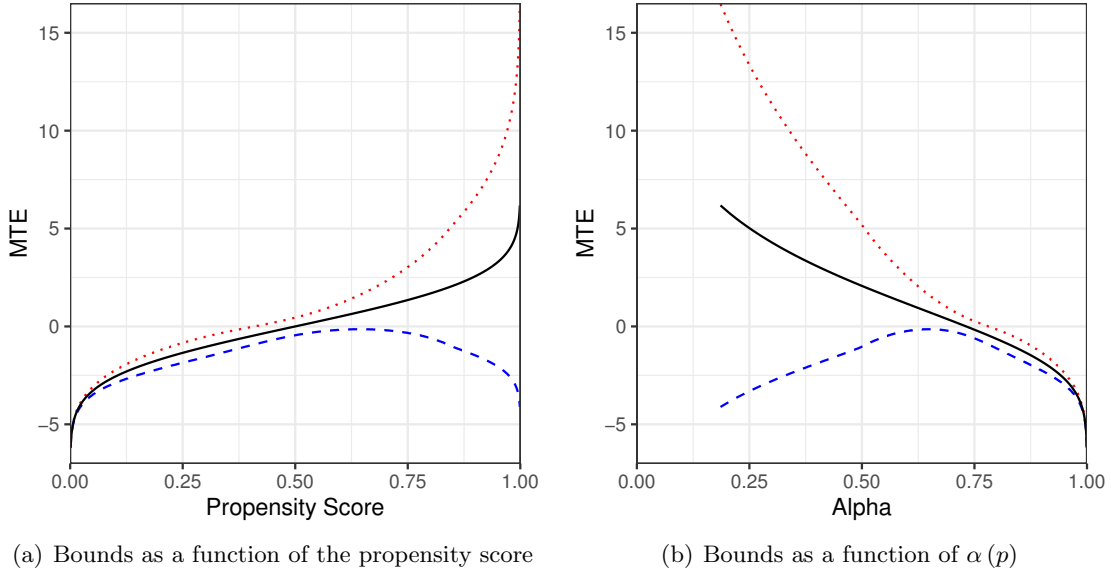 15
10
5
0
−5
MTE
0.00 0.25 0.50 0.75 1.00
Propensity Score
(a) Bounds as a function of the propensity score
15
10
5
0
−5
MTE
0.00 0.25 0.50 0.75 1.00
Alpha
(b) Bounds as a function of α (p)